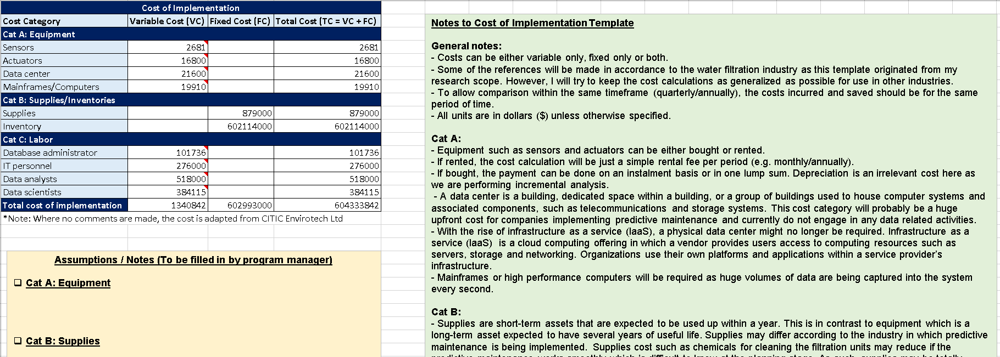 Cost of Implementation
Cost Category Variable Cost (VC) Fixed Cost (FC) Total Cost (TC = VC + FC)
Cat A: Equipment
Sensors 2681 2681
Actuators 16800 16800
Data center 21600 21600
Mainframes/Computers 19910 19910
Cat B: Supplies/Inventories
Supplies 879000 879000
Inventory 602114000 602114000
Cat C: Labor
Database administrator 101736 101736
IT personnel 276000 276000
Data analysts 518000 518000
Data scientists 384115 384115
Total cost of implementation 1340842 602993000 604333842
*Note: Where no comments are made, the cost is adapted from CITIC Envirotech Ltd
Assumptions / Notes (To be filled in by program manager)
❑ Cat A: Equipment
❑ Cat B: Supplies
Notes to Cost of Implementation Template
General notes:
- Costs can be either variable only, fixed only or both.
- Some of the references will be made in accordance to the water filtration industry as this template originated from my
research scope. However, I will try to keep the cost calculations as generalized as possible for use in other industries.
- To allow comparison within the same timeframe (quarterly/annually), the costs incurred and saved should be for the same
period of time.
- All units are in dollars ($) unless otherwise specified.
Cat A:
- Equipment such as sensors and actuators can be either bought or rented.
- If rented, the cost calculation will be just a simple rental fee per period (e.g. monthly/annually).
- If bought, the payment can be done on an instalment basis or in one lump sum. Depreciation is an irrelevant cost here as
we are performing incremental analysis.
- A data center is a building, dedicated space within a building, or a group of buildings used to house computer systems and
associated components, such as telecommunications and storage systems. This cost category will probably be a huge
upfront cost for companies implementing predictive maintenance and currently do not engage in any data related activities.
- With the rise of infrastructure as a service (IaaS), a physical data center might no longer be required. Infrastructure as a
service (IaaS) is a cloud computing offering in which a vendor provides users access to computing resources such as
servers, storage and networking. Organizations use their own platforms and applications within a service provider's
infrastructure.
- Mainframes or high performance computers will be required as huge volumes of data are being captured into the system
every second.
Cat B:
- Supplies are short-term assets that are expected to be used up within a year. This is in contrast to equipment which is a
long-term asset expected to have several years of useful life. Supplies may differ according to the industry in which predictive
maintenance is being implemented. Supplies cost such as chemicals for cleaning the filtration units may reduce if the